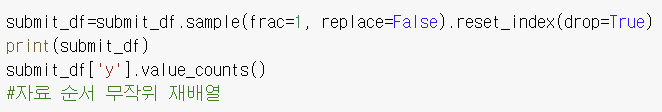 submit_df=submit_df.sample(frac=1, replace=False).reset_index(drop=True)
print(submit_df)
submit_df['y'].value_counts()
#자료 순서 무작위 재배열